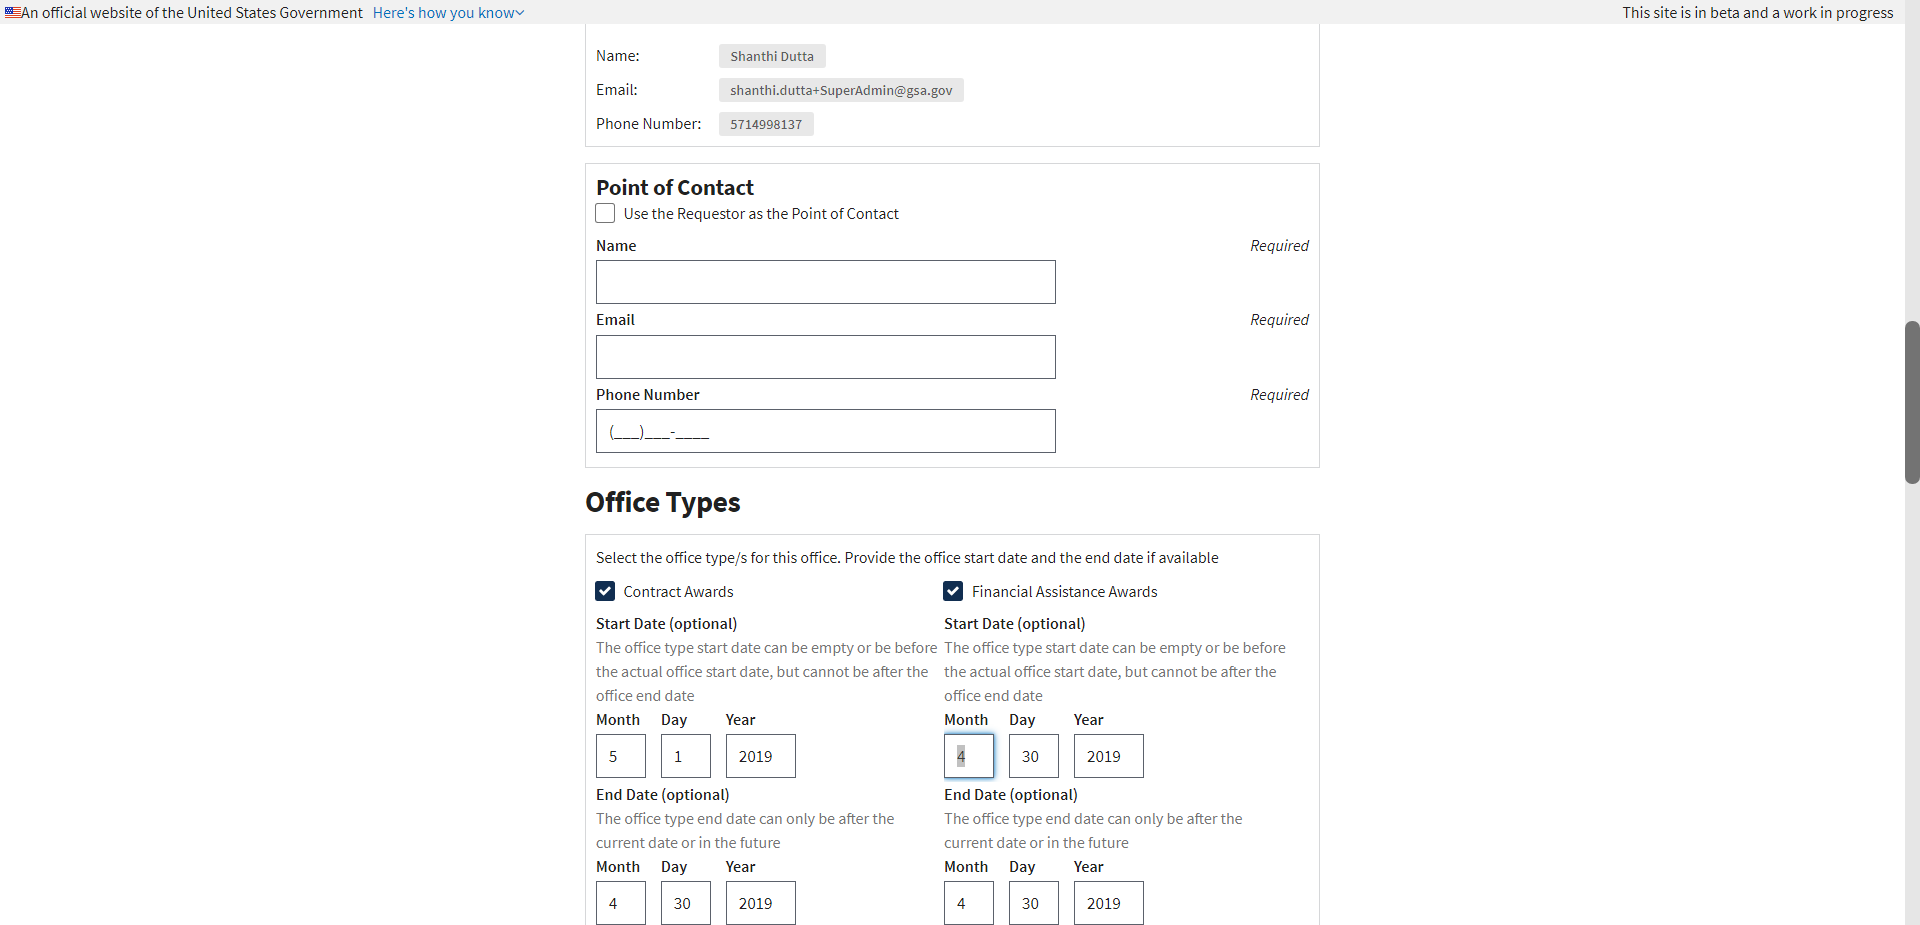 An official website of the United States Government Here's how you know This site is in beta and a work in progress
Name: Shanthi Dutta
Email: shanthi.dutta+SuperAdmin@gsa.gov
Phone Number: 5714998137
Point of Contact
Use the Requestor as the Point of Contact
Name Required
Email Required
Phone Number Required
(___)___-____
Office Types
Select the office type/s for this office. Provide the office start date and the end date if available
Contract Awards
Start Date (optional)
The office type start date can be empty or be before
the actual office start date, but cannot be after the
office end date
Month Day Year
5 1 2019
End Date (optional)
The office type end date can only be after the
current date or in the future
Month Day Year
4 30 2019
Financial Assistance Awards
Start Date (optional)
The office type start date can be empty or be before
the actual office start date, but cannot be after the
office end date
Month Day Year
4 30 2019
End Date (optional)
The office type end date can only be after the
current date or in the future
Month Day Year
4 30 2019